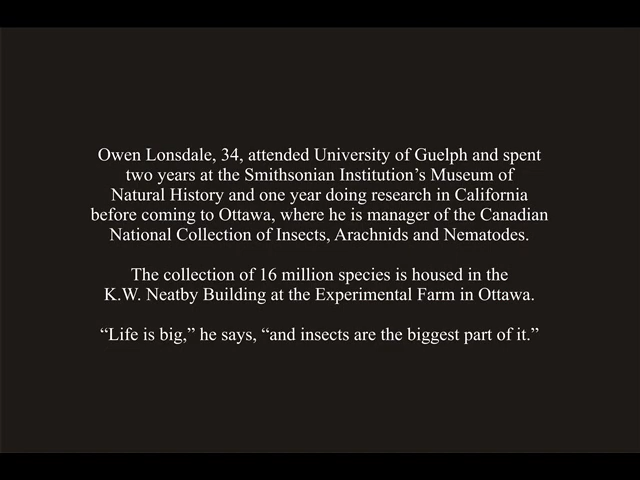 Owen Lonsdale, 34, attended University of Guelph and spent
two years at the Smithsonian Institution’s Museum of
Natural History and one year doing research in California
before coming to Ottawa, where he is manager of the Canadian
National Collection of Insects, Arachnids and Nematodes.
The collection of 16 million species is housed in the
K.W. Neatby Building at the Experimental Farm in Ottawa.
“Life is big,” he says, “and insects are the biggest part of it.”